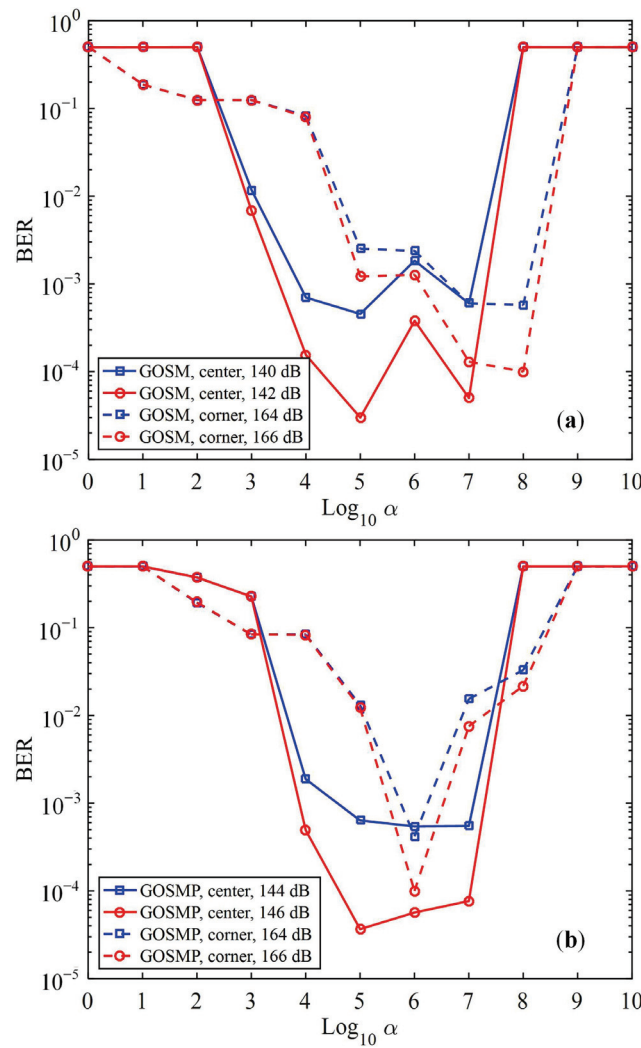 10^0
10^-1
10^-2
10^-3
10^-4
10^-5
BER
GOSM, center, 140 dB
GOSM, center, 142 dB
GOSM, corner, 164 dB
GOSM, corner, 166 dB
(a)
0 1 2 3 4 5 6 7 8 9 10
Log10 α
10^0
10^-1
10^-2
10^-3
10^-4
10^-5
BER
GOSMP, center, 144 dB
GOSMP, center, 146 dB
GOSMP, corner, 164 dB
GOSMP, corner, 166 dB
(b)
0 1 2 3 4 5 6 7 8 9 10
Log10 α